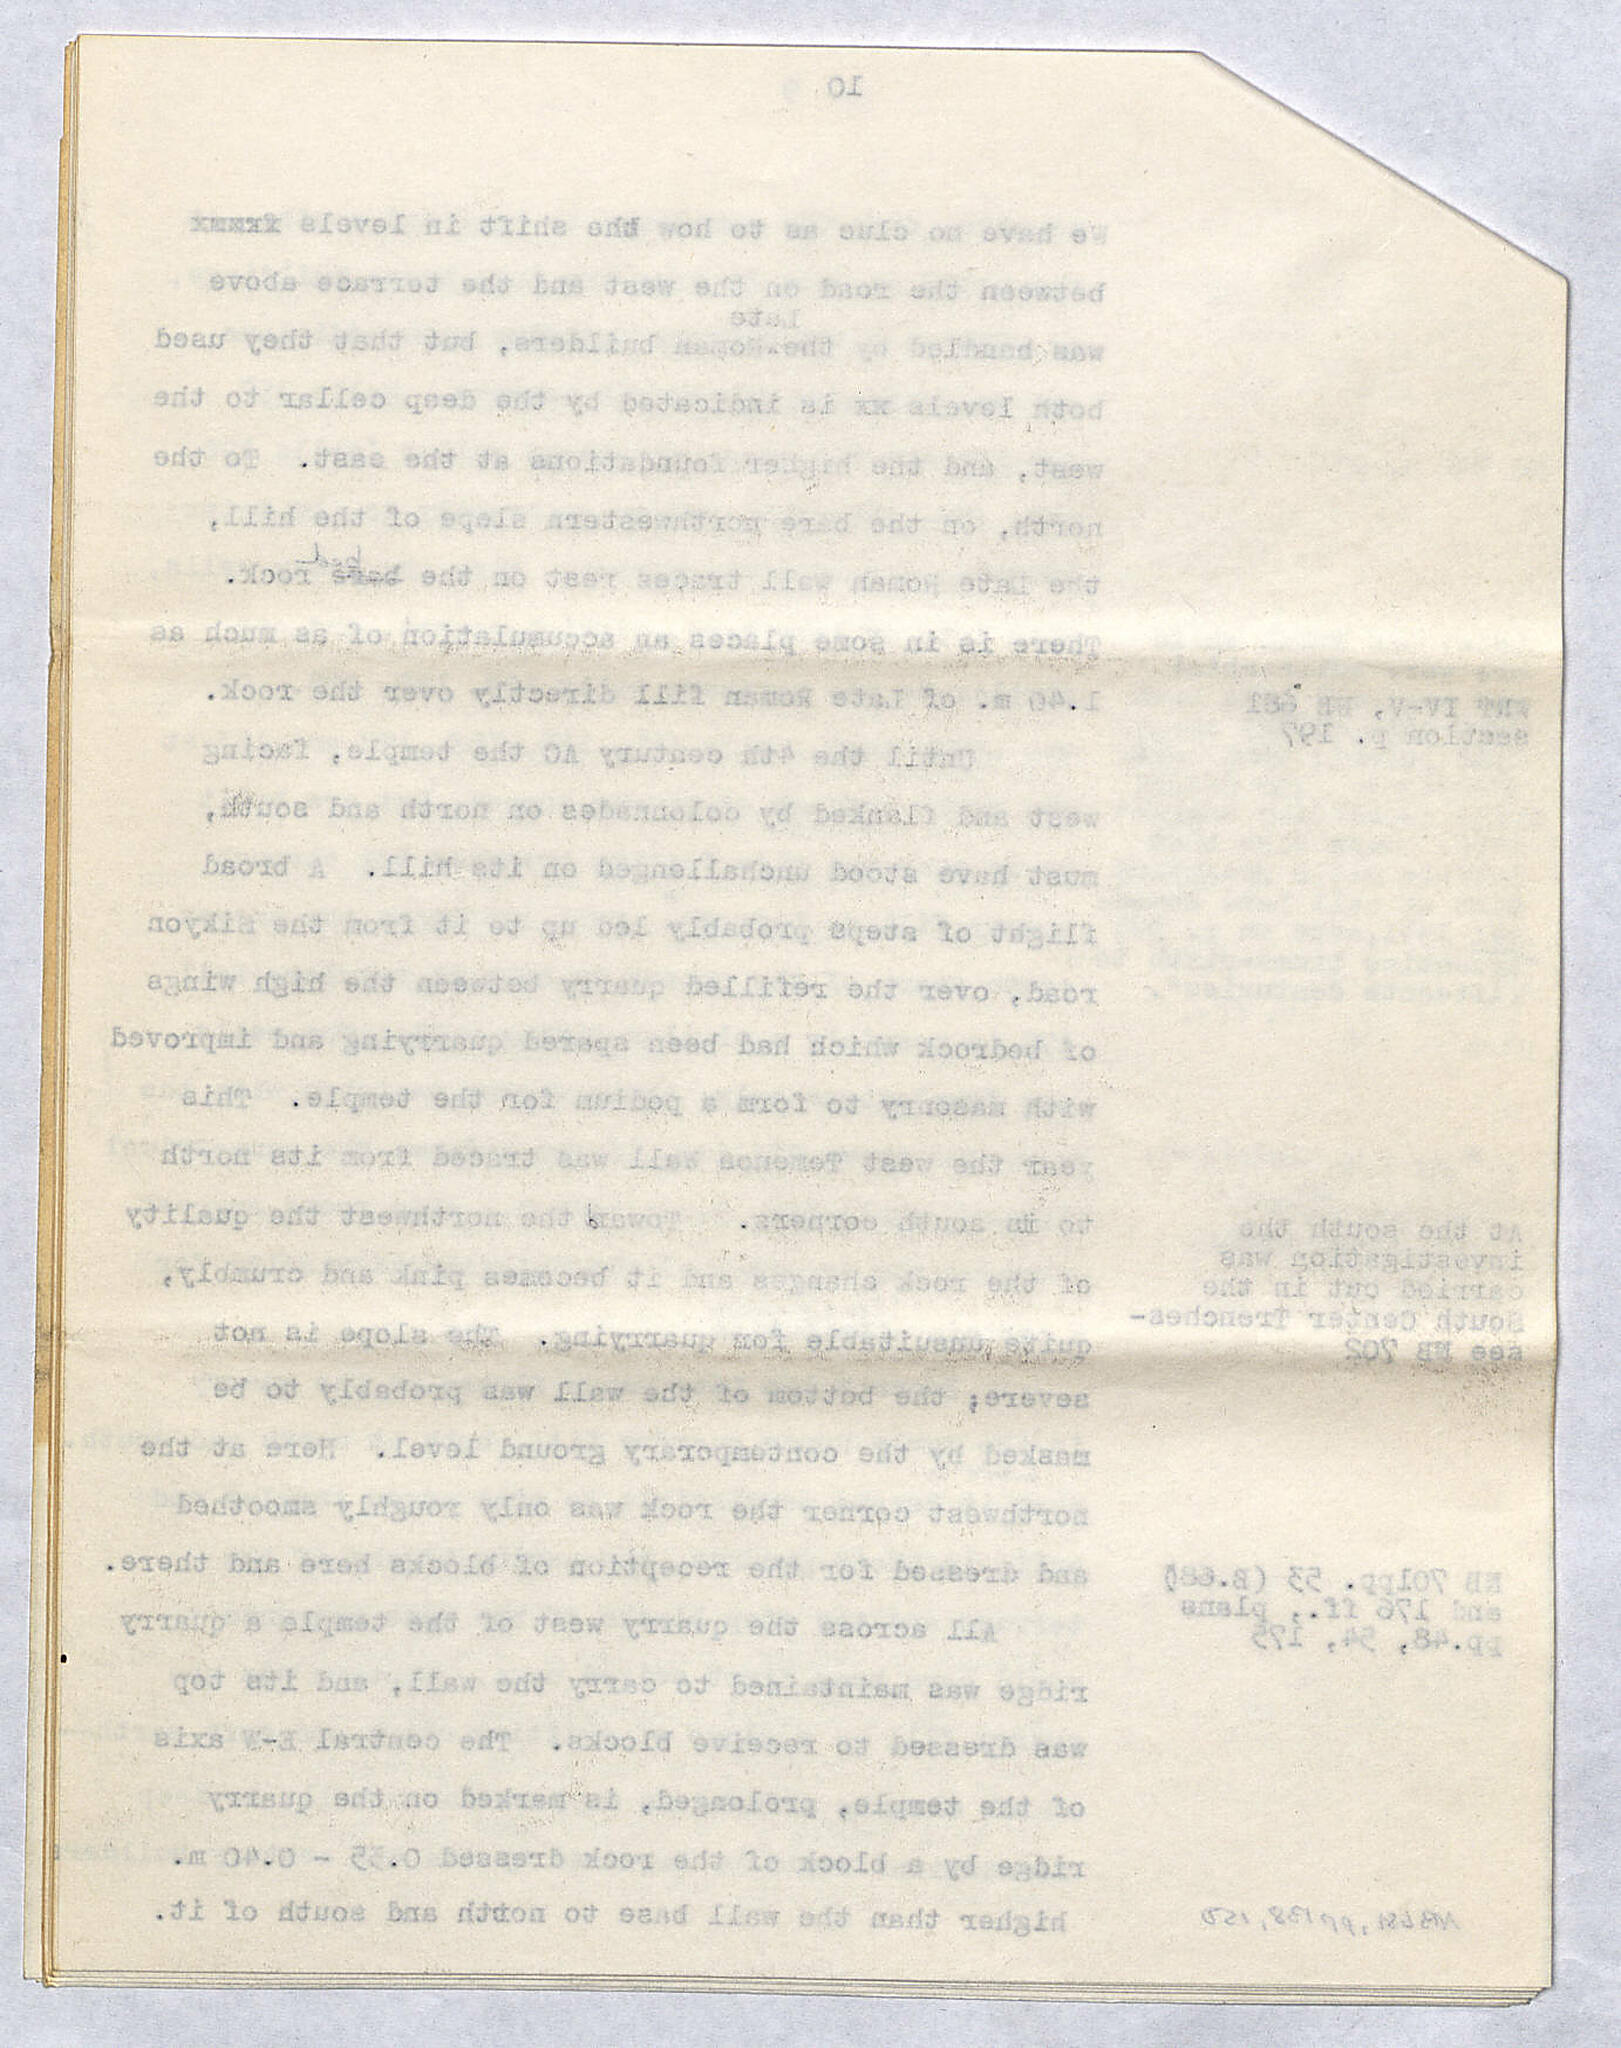 10
We have no clue as to how the shift in levels
between the road on the west and the terrace above
Late
was handled by the Roman builders, but that they used
both levels xx is indicated by the deep cellar to the
west, and the higher foundations at the east. To the
north, on the bare northwestern slope of the hill,
bed
the Late Roman wall traces rest on the bare rock.
There is in some places an accumulation of as much as
1.40 m. of Late Roman fill directly over the rock.
WNT IV-V, NB 681
section p. 197
Until the 4th century AC the temple, facing
west and flanked by colonnades on north and south,
must have stood unchallenged on its hill. A broad
flight of steps probably led up to it from the Sikyon
road, over the refilled quarry between the high wings
of bedrock which had been spared quarrying and improved
with masonry to form a podium for the temple. This
year the west Temenos Wall was traced from its north
to its south corners. Toward the northwest the quality
of the rock changes and it becomes pink and crumbly,
quite unsuitable for quarrying. The slope is not
severe; the bottom of the wall was probably to be
masked by the contemporary ground level. Here at the
northwest corner the rock was only roughly smoothed
and dressed for the reception of blocks here and there.
At the south the
investigation was
carried out in the
South Center Trenches-
see NB 702
All across the quarry west of the temple a quarry
ridge was maintained to carry the wall, and its top
was dressed to receive blocks. The central E-W axis
of the temple, prolonged, is marked on the quarry
ridge by a block of the rock dressed 0.35 - 0.40 m.
higher than the wall base to north and south of it.
NB 701pp. 53 (B.68)
and 176 ff., plans
pp.48, 54, 175
NB681, pp138, 150